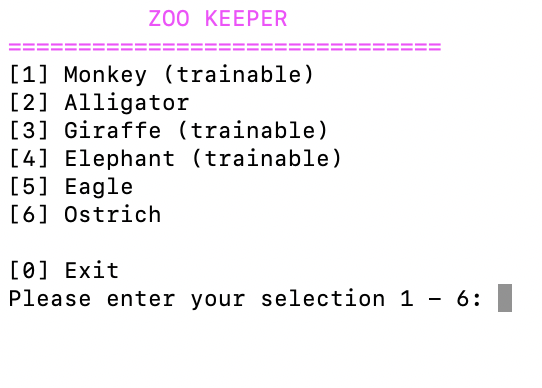 ZOO KEEPER
===============================
[1] Monkey (trainable)
[2] Alligator
[3] Giraffe (trainable)
[4] Elephant (trainable)
[5] Eagle
[6] Ostrich
[0] Exit
Please enter your selection 1 - 6: